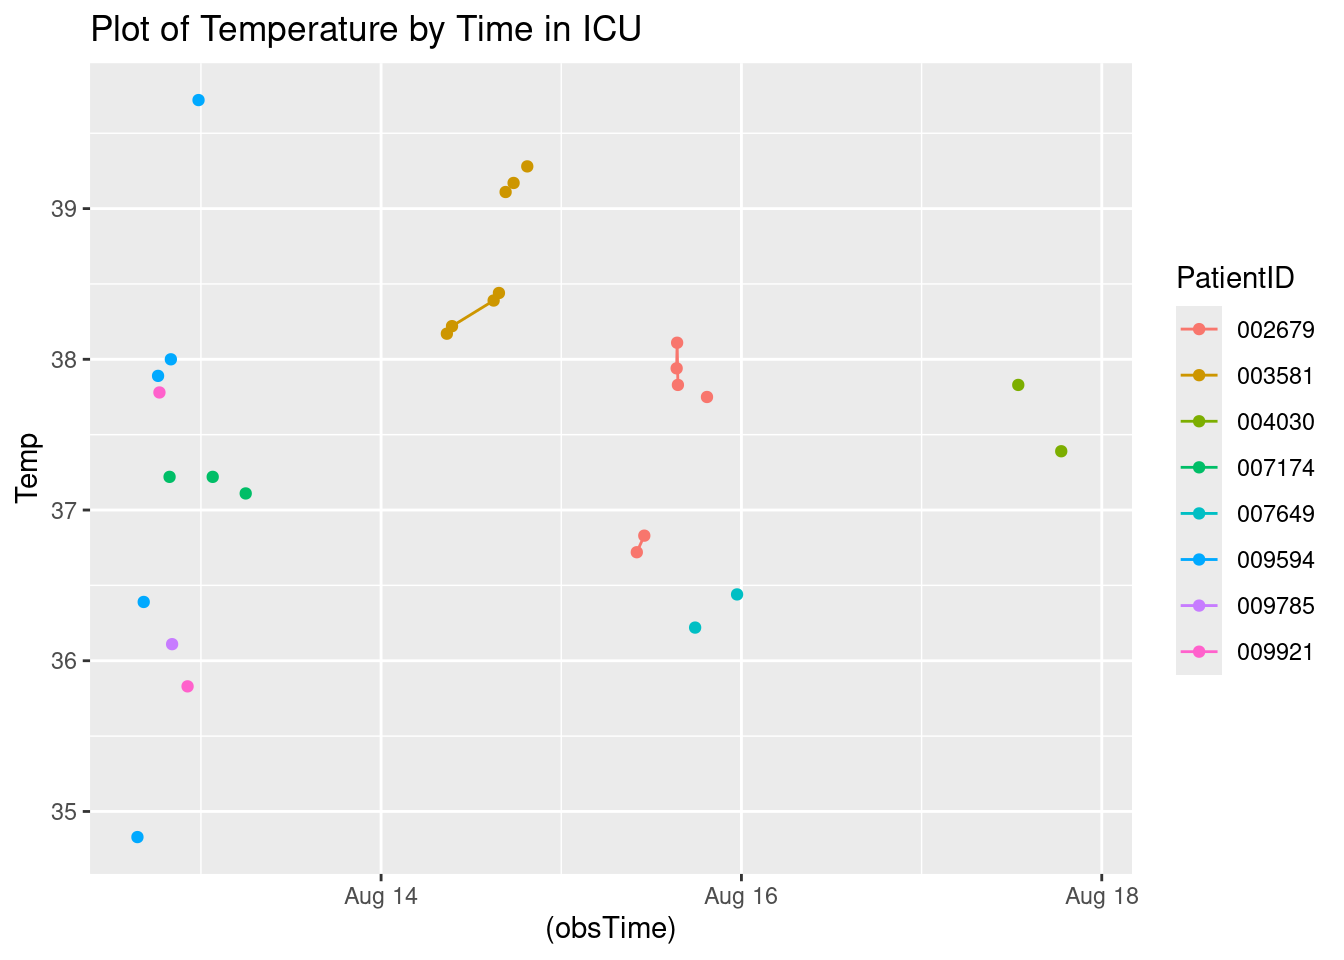 Plot of Temperature by Time in ICU
Temp
39
38
37
36
35
Aug 14
Aug 16
Aug 18
(obsTime)
PatientID
002679
003581
004030
007174
007649
009594
009785
009921